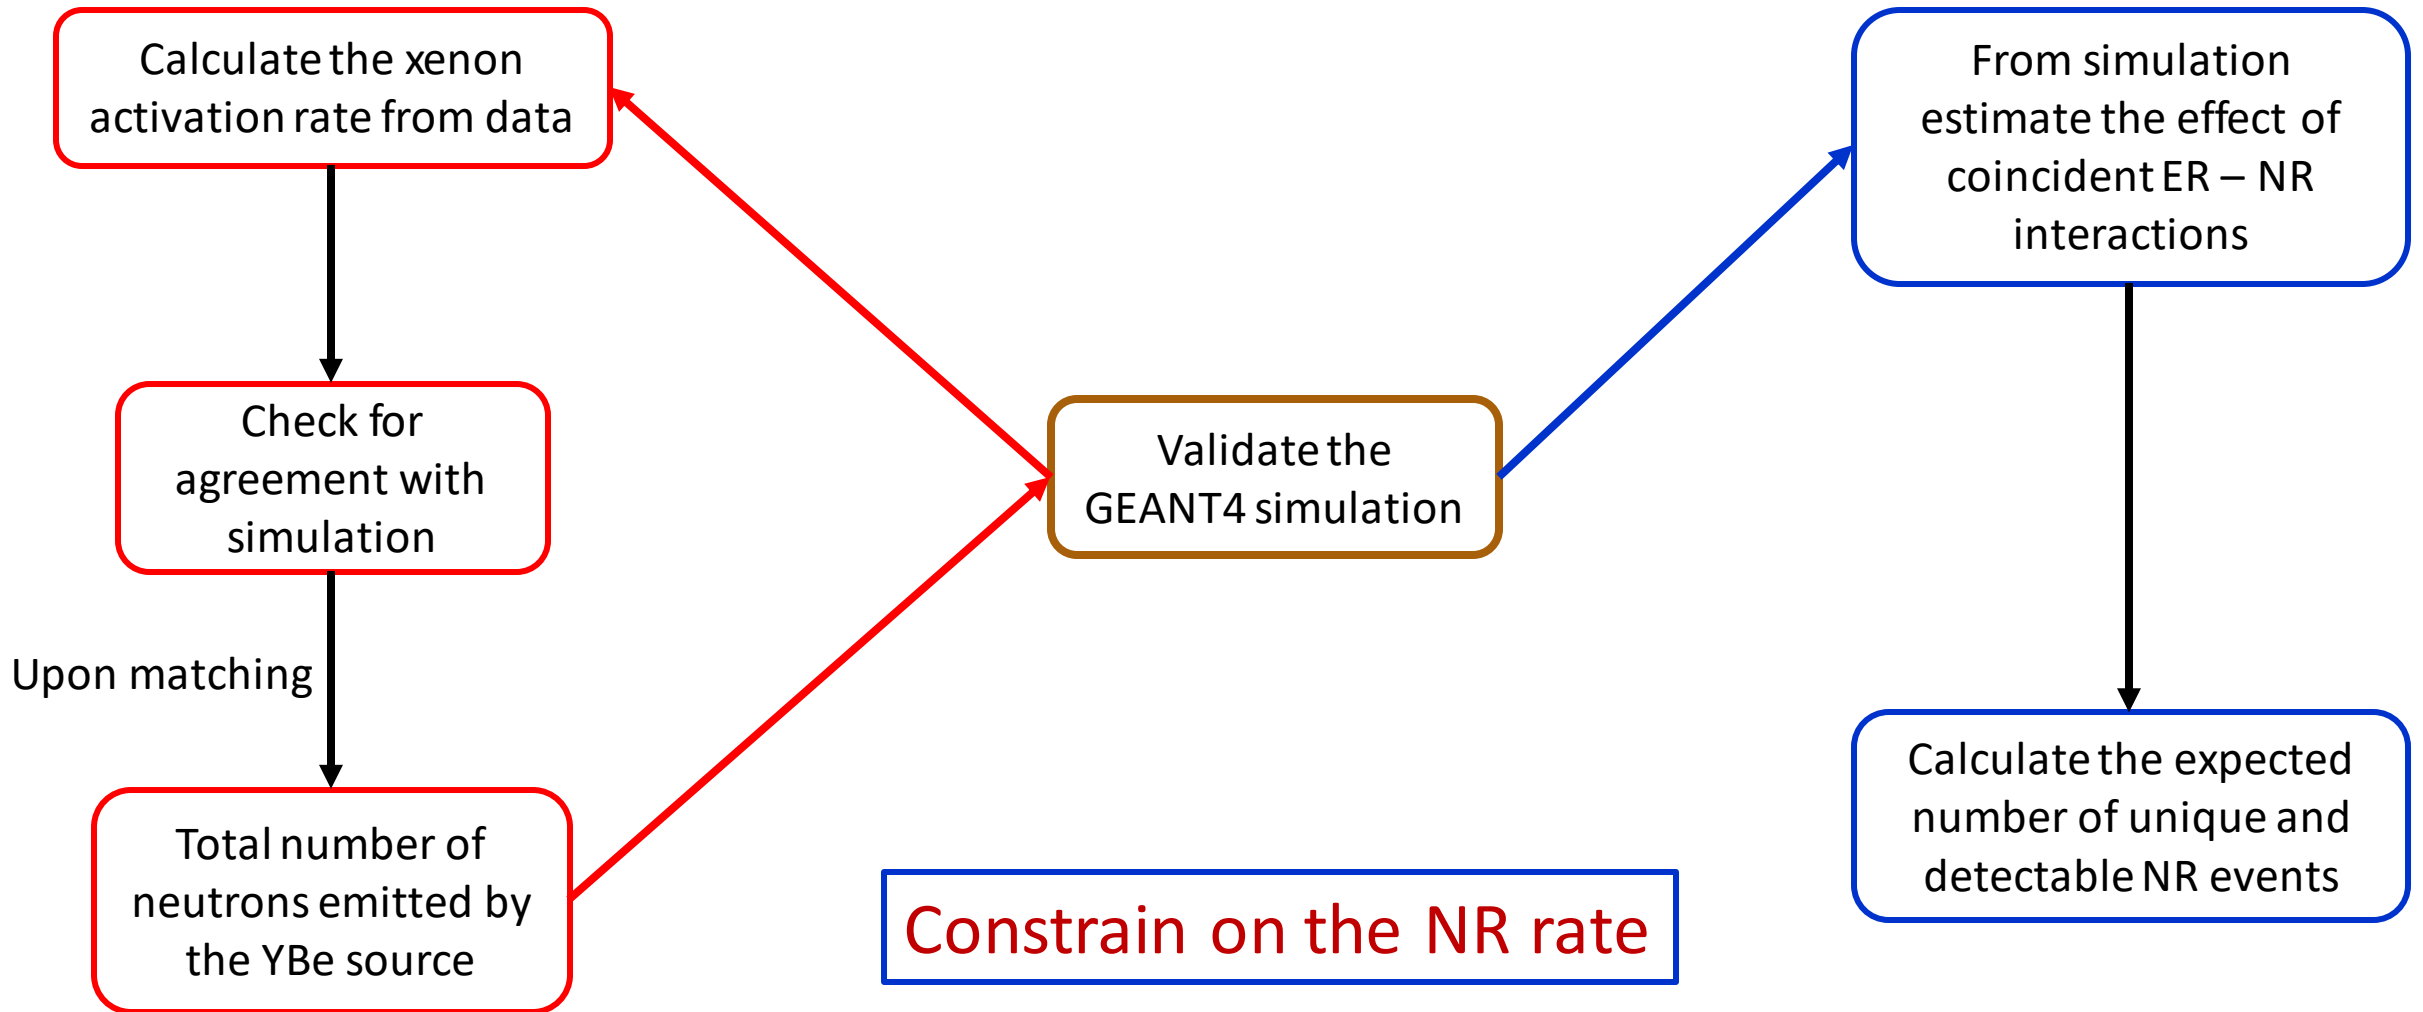 Calculate the xenon
activation rate from data
Check for
agreement with
simulation
Upon matching
Total number of
neutrons emitted by
the YBe source
Validate the
GEANT4 simulation
Constrain on the NR rate
From simulation
estimate the effect of
coincident ER – NR
interactions
Calculate the expected
number of unique and
detectable NR events